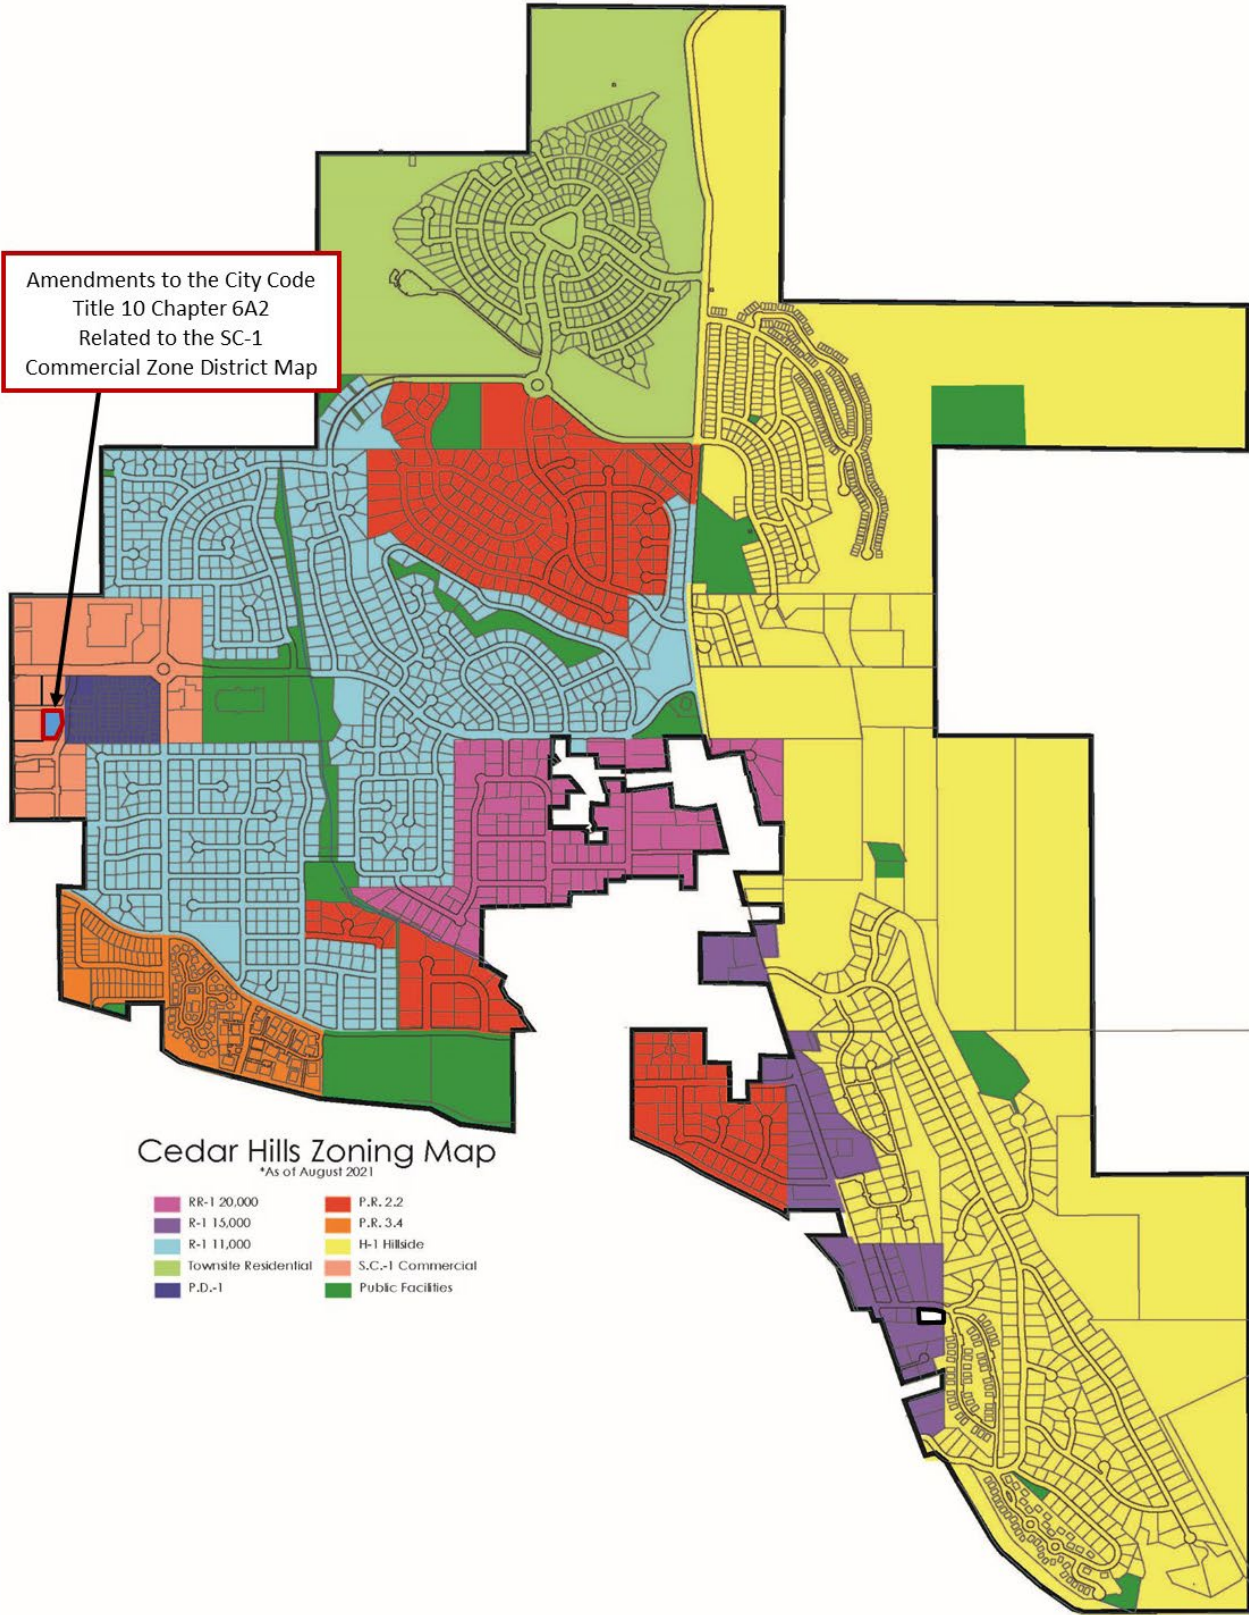 Amendments to the City Code
Title 10 Chapter 6A2
Related to the SC-1
Commercial Zone District Map
Cedar Hills Zoning Map
*As of August 2021
RR-1 20,000
R-1 15,000
R-1 11,000
Townsite Residential
P.D.-1
P.R. 2.2
P.R. 3.4
H-1 Hillside
S.C.-1 Commercial
Public Facilities